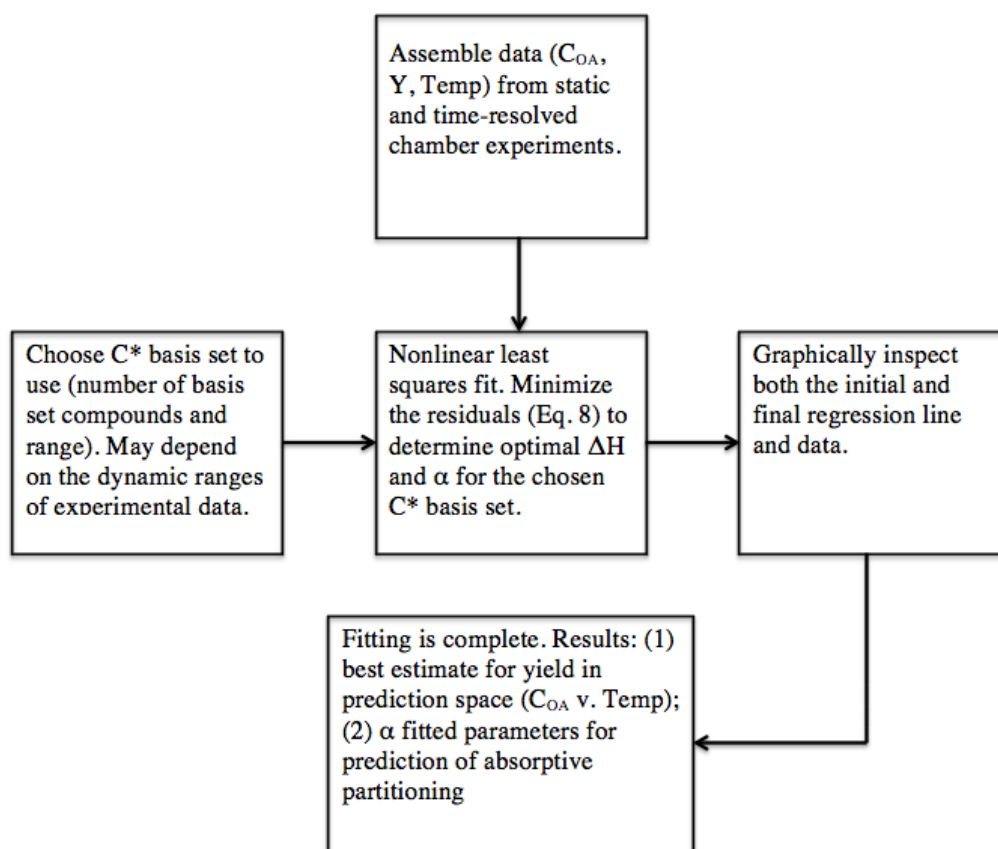 Assemble data (C_OA,
Y, Temp) from static
and time-resolved
chamber experiments.
Choose C* basis set to
use (number of basis
set compounds and
range). May depend
on the dynamic ranges
of experimental data.
Nonlinear least
squares fit. Minimize
the residuals (Eq. 8) to
determine optimal ΔH
and α for the chosen
C* basis set.
Graphically inspect
both the initial and
final regression line
and data.
Fitting is complete. Results: (1)
best estimate for yield in
prediction space (C_OA v. Temp);
(2) α fitted parameters for
prediction of absorptive
partitioning